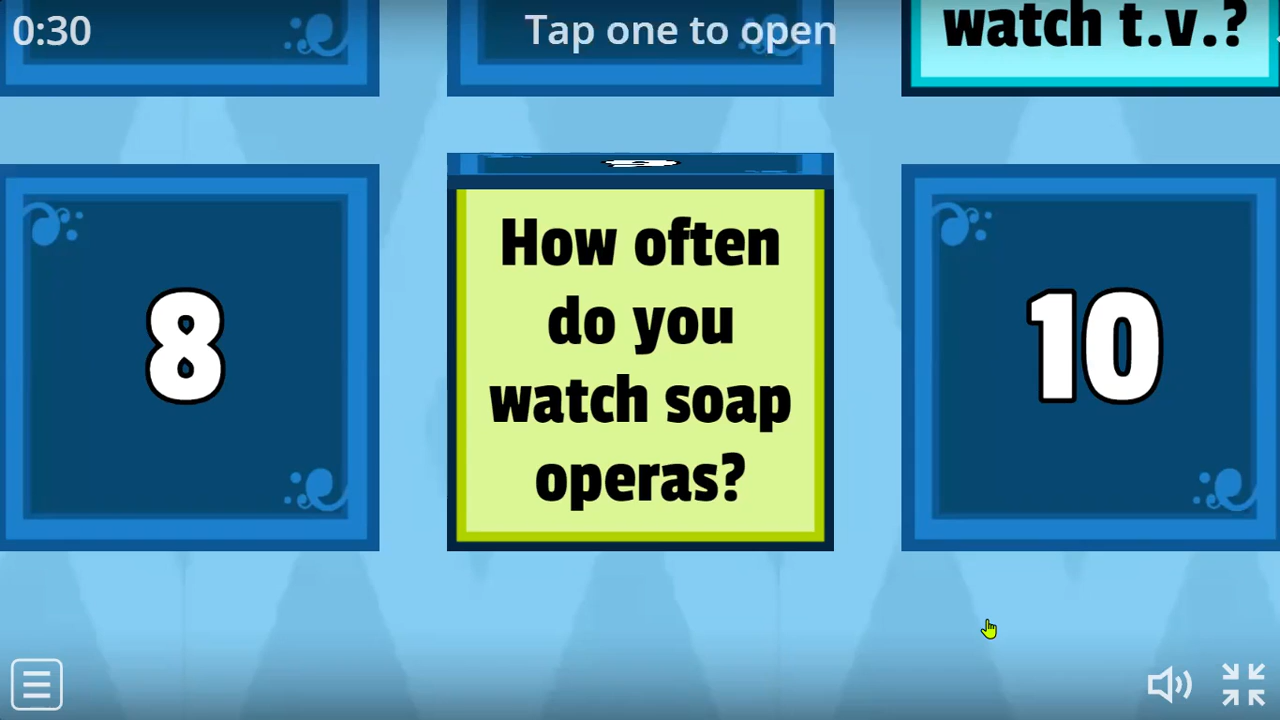 0:30
Tap one to open
watch t.v.?
8
How often
do you
watch soap
operas?
10